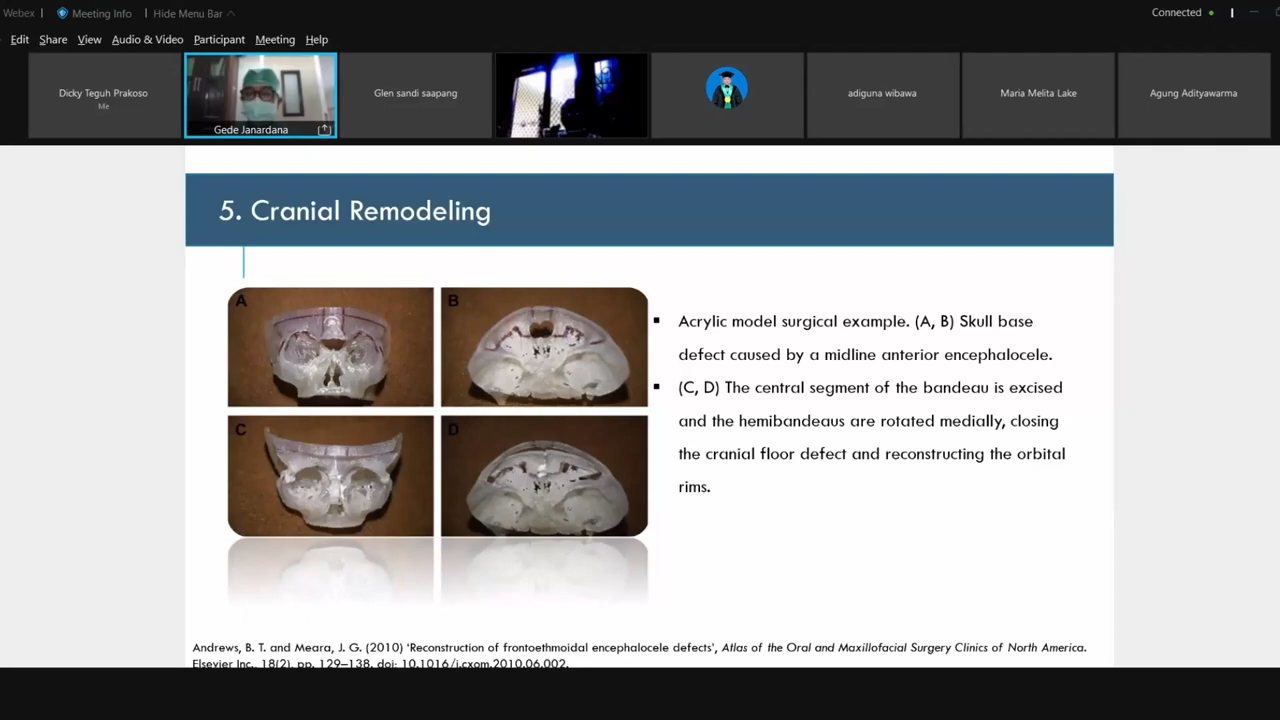 Webex
Meeting Info
Hide Menu Bar
Connected
Edit Share View Audio & Video Participant Meeting Help
Dicky Teguh Prakoso
Me
Gede Janardana
Glen sandi saapang
adiguna wibawa
Maria Melita Lake
Agung Adityawarma
5. Cranial Remodeling
A
B
C
D
▪ Acrylic model surgical example. (A, B) Skull base
defect caused by a midline anterior encephalocele.
▪ (C, D) The central segment of the bandeau is excised
and the hemibandeaus are rotated medially, closing
the cranial floor defect and reconstructing the orbital
rims.
Andrews, B. T. and Meara, J. G. (2010) ‘Reconstruction of frontoethmoidal encephalocele defects’, Atlas of the Oral and Maxillofacial Surgery Clinics of North America.
Elsevier Inc., 18(2), pp. 129–138. doi: 10.1016/j.cxom.2010.06.002.